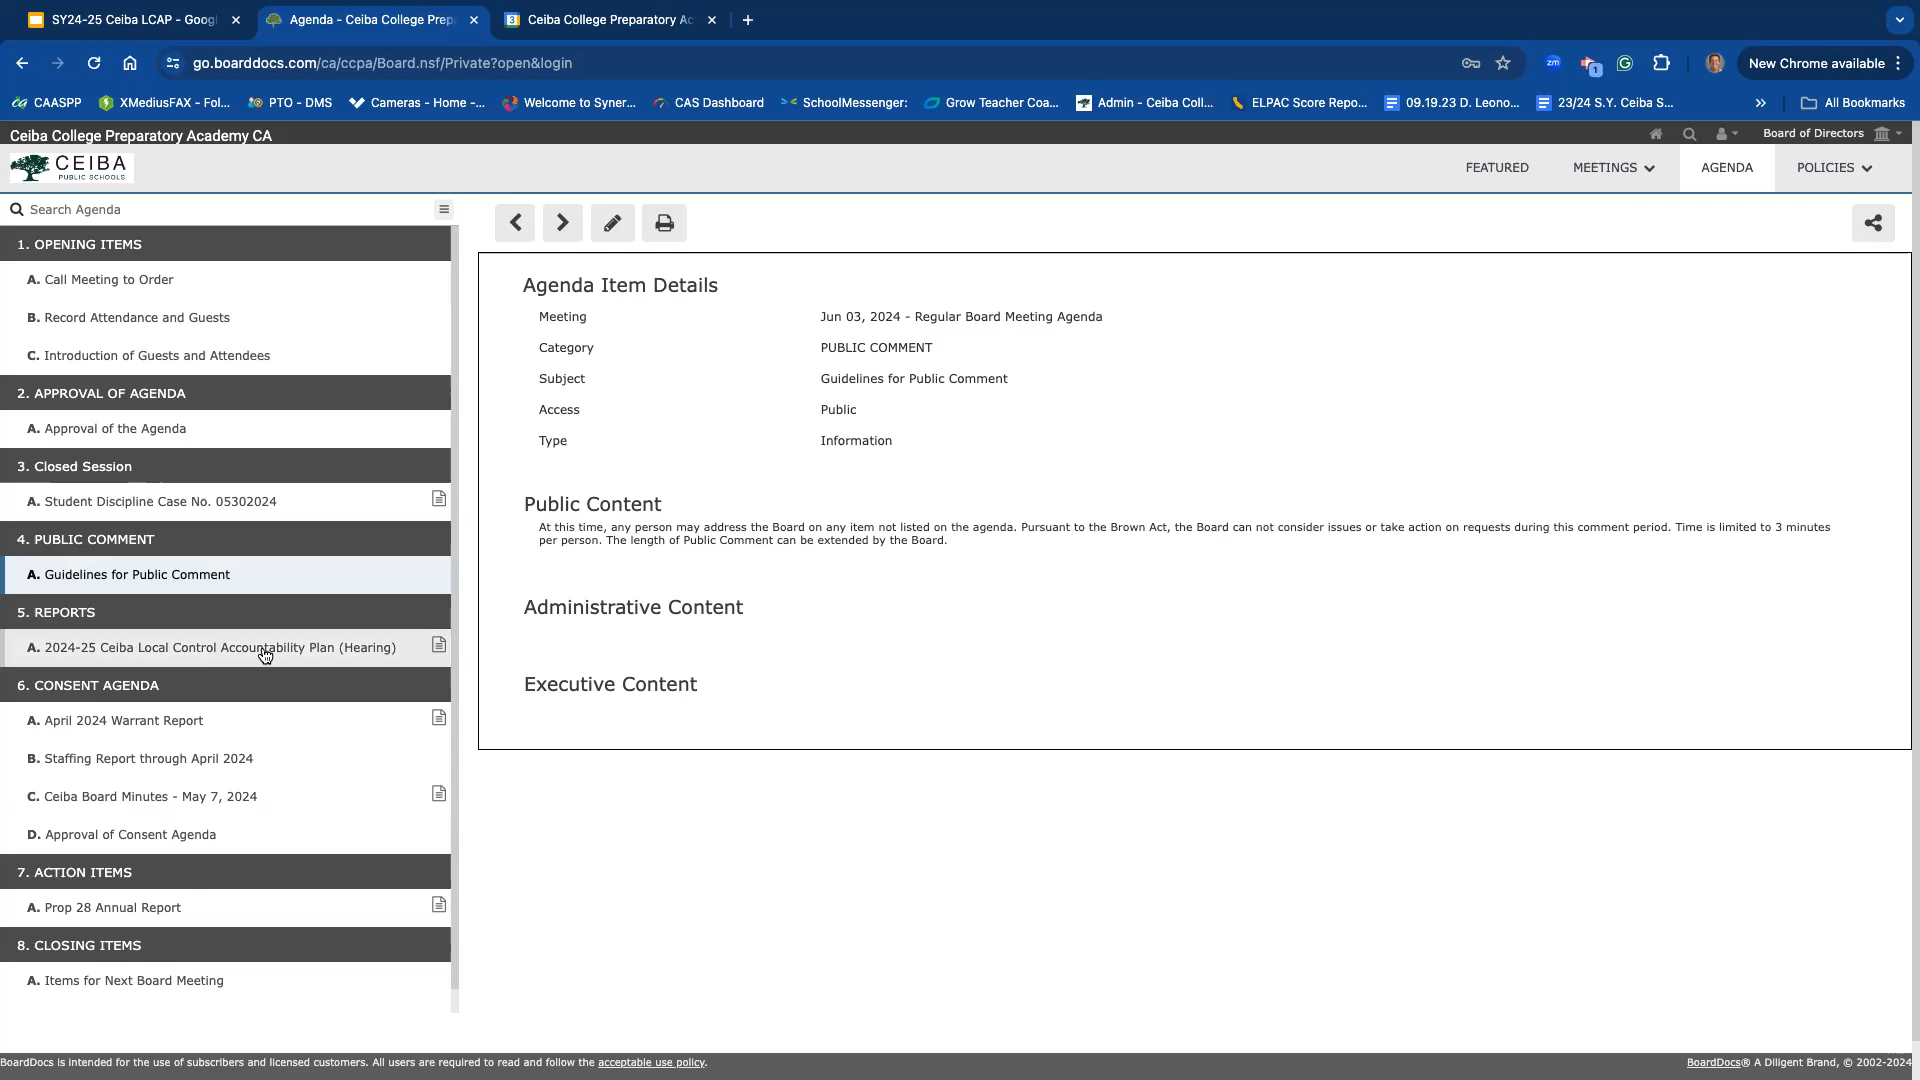 SY24-25 Ceiba LCAP - Goog
Agenda - Ceiba College Prep
Ceiba College Preparatory Ac
go.boarddocs.com/ca/ccpa/Board.nsf/Private?open&login
New Chrome available
CAASPP
XMediusFAX - Fol...
PTO - DMS
Cameras - Home -...
Welcome to Syner...
CAS Dashboard
SchoolMessenger:
Grow Teacher Coa...
Admin - Ceiba Coll...
ELPAC Score Repo...
09.19.23 D. Leono...
23/24 S.Y. Ceiba S...
All Bookmarks
Ceiba College Preparatory Academy CA
Board of Directors
CEIBA
PUBLIC SCHOOLS
FEATURED
MEETINGS
AGENDA
POLICIES
Search Agenda
1. OPENING ITEMS
A. Call Meeting to Order
B. Record Attendance and Guests
C. Introduction of Guests and Attendees
2. APPROVAL OF AGENDA
A. Approval of the Agenda
3. Closed Session
A. Student Discipline Case No. 05302024
4. PUBLIC COMMENT
A. Guidelines for Public Comment
5. REPORTS
A. 2024-25 Ceiba Local Control Accountability Plan (Hearing)
6. CONSENT AGENDA
A. April 2024 Warrant Report
B. Staffing Report through April 2024
C. Ceiba Board Minutes - May 7, 2024
D. Approval of Consent Agenda
7. ACTION ITEMS
A. Prop 28 Annual Report
8. CLOSING ITEMS
A. Items for Next Board Meeting
Agenda Item Details
Meeting Jun 03, 2024 - Regular Board Meeting Agenda
Category PUBLIC COMMENT
Subject Guidelines for Public Comment
Access Public
Type Information
Public Content
At this time, any person may address the Board on any item not listed on the agenda. Pursuant to the Brown Act, the Board can not consider issues or take action on requests during this comment period. Time is limited to 3 minutes
per person. The length of Public Comment can be extended by the Board.
Administrative Content
Executive Content
BoardDocs is intended for the use of subscribers and licensed customers. All users are required to read and follow the acceptable use policy.
BoardDocs® A Diligent Brand, © 2002-2024